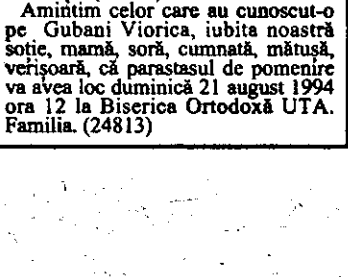 Amintim celor care au cunoscut-o
pe Gubani Viorica, iubita noastră
soție, mamă, soră, cumnată, mătușă,
verișoară, că parastasul de pomenire
va avea loc duminică 21 august 1994
ora 12 la Biserica Ortodoxă UTA.
Familia. (24813)